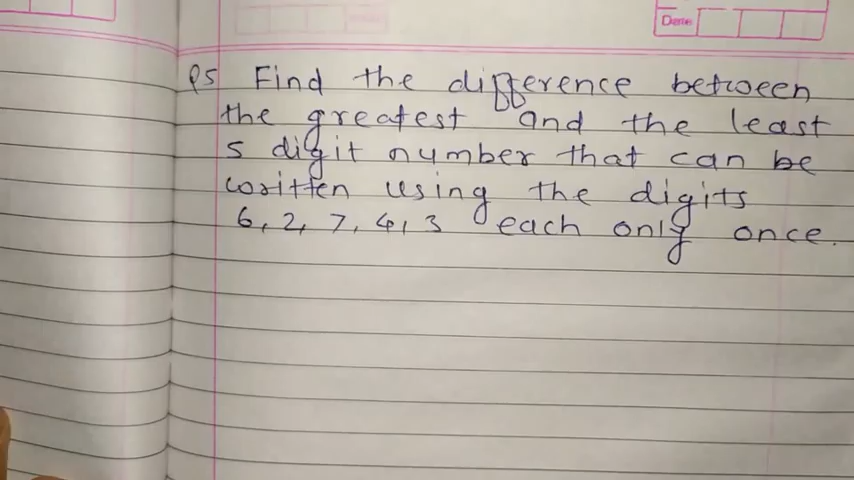 Date
Q5 Find the difference between
the greatest and the least
5 digit number that can be
written using the digits
6, 2, 7, 4, 3 each only once.